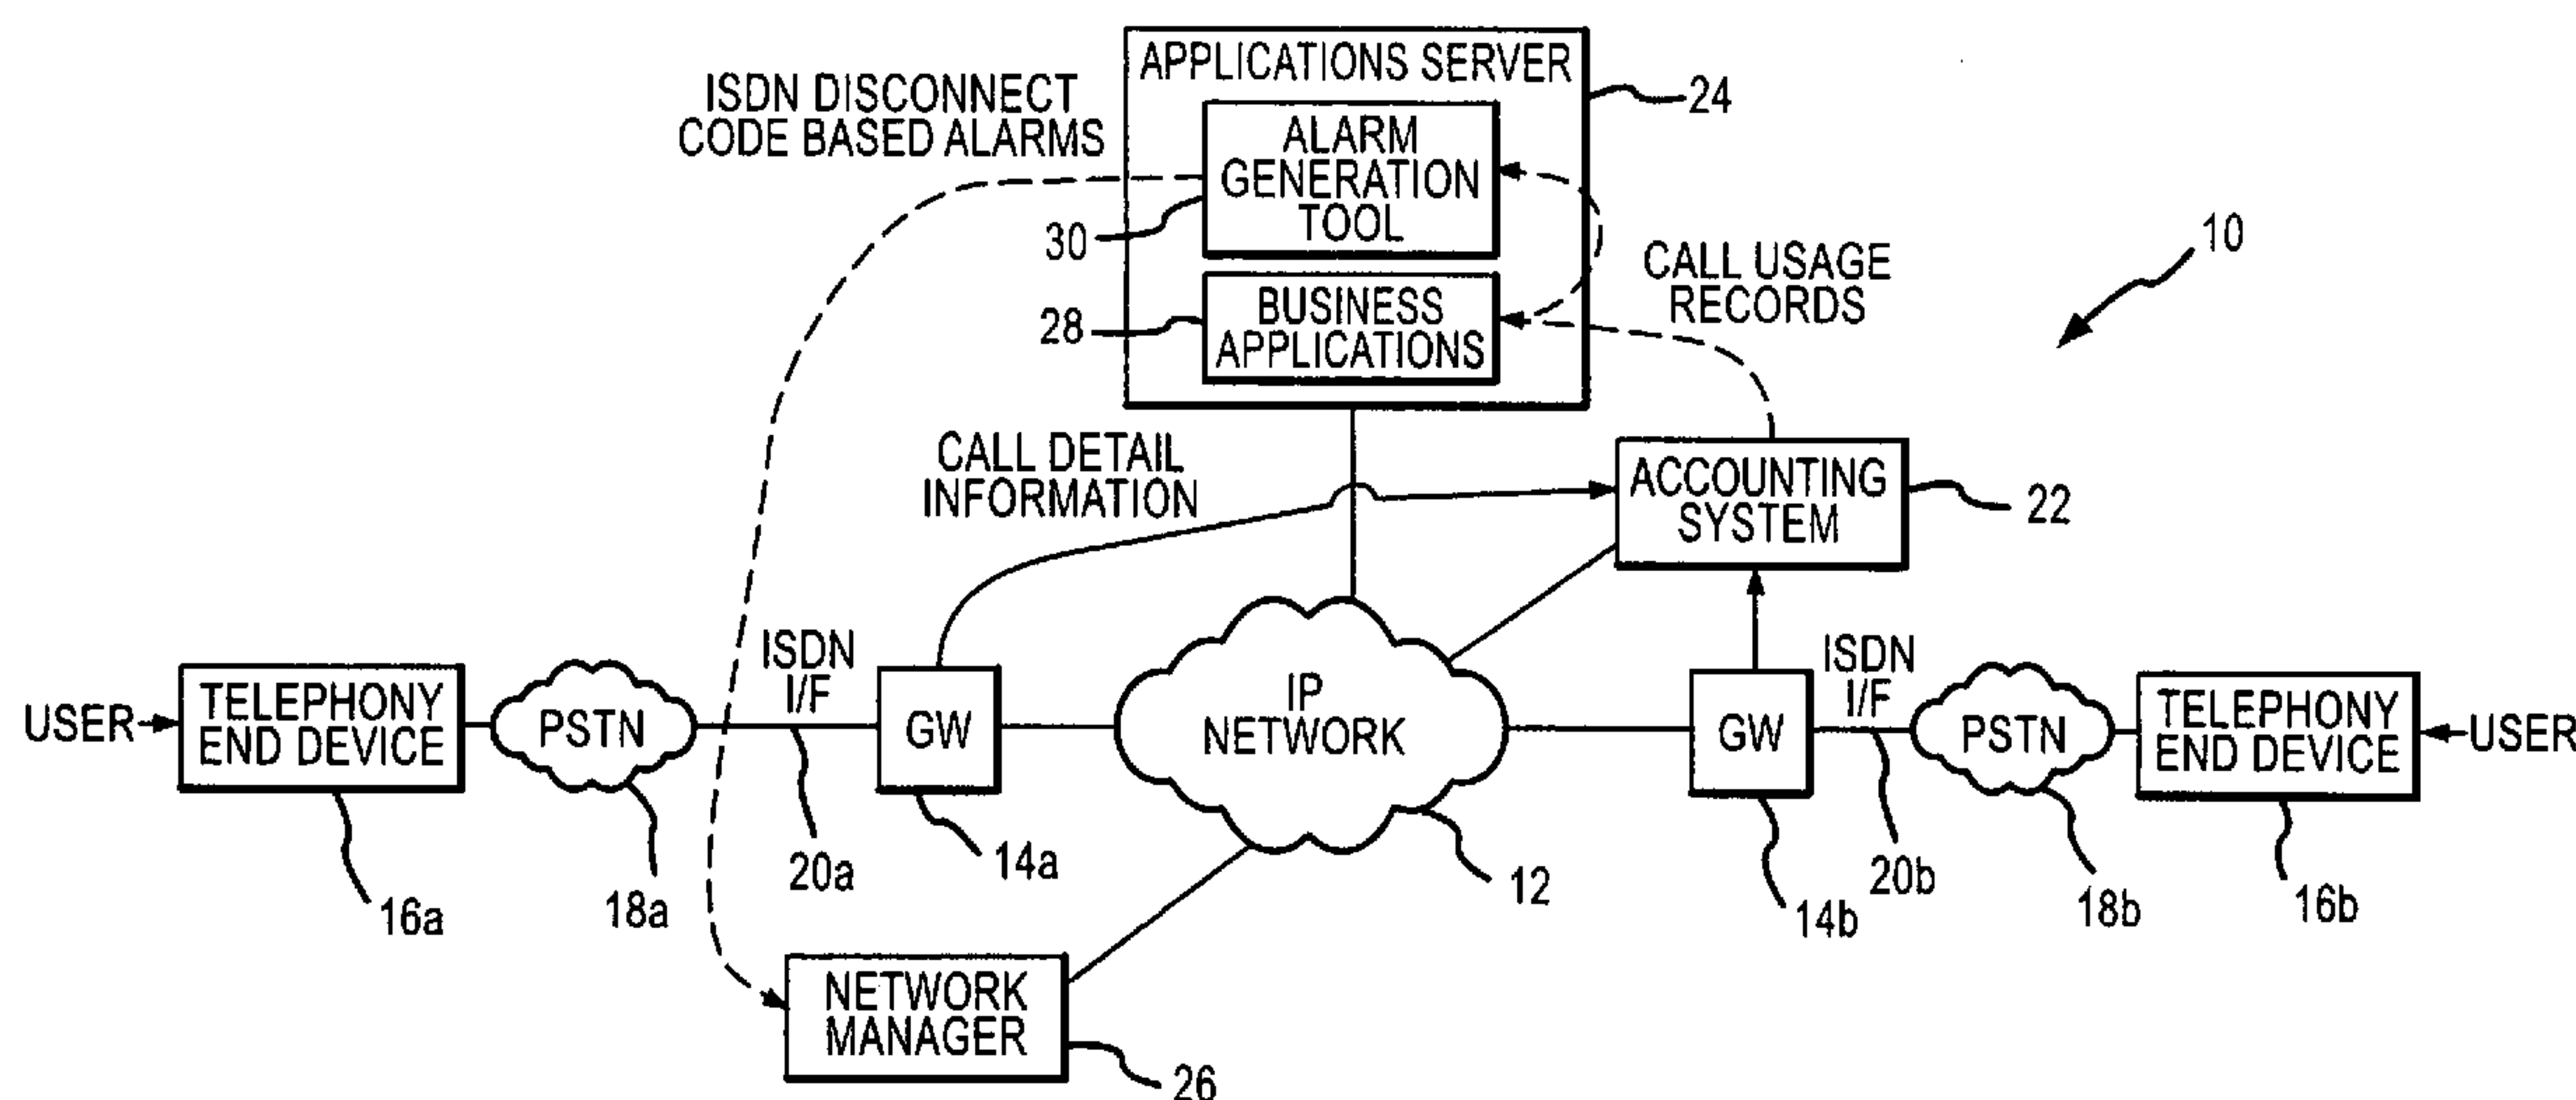 APPLICATIONS SERVER
24
ISDN DISCONNECT
CODE BASED ALARMS
ALARM
GENERATION
TOOL
30
10
CALL USAGE
RECORDS
28
BUSINESS
APPLICATIONS
CALL DETAIL
INFORMATION
ACCOUNTING
SYSTEM
22
USER
TELEPHONY
END DEVICE
PSTN
ISDN
I/F
GW
IP
NETWORK
GW
ISDN
I/F
PSTN
TELEPHONY
END DEVICE
USER
16a
18a
20a
14a
12
14b
20b
18b
16b
NETWORK
MANAGER
26